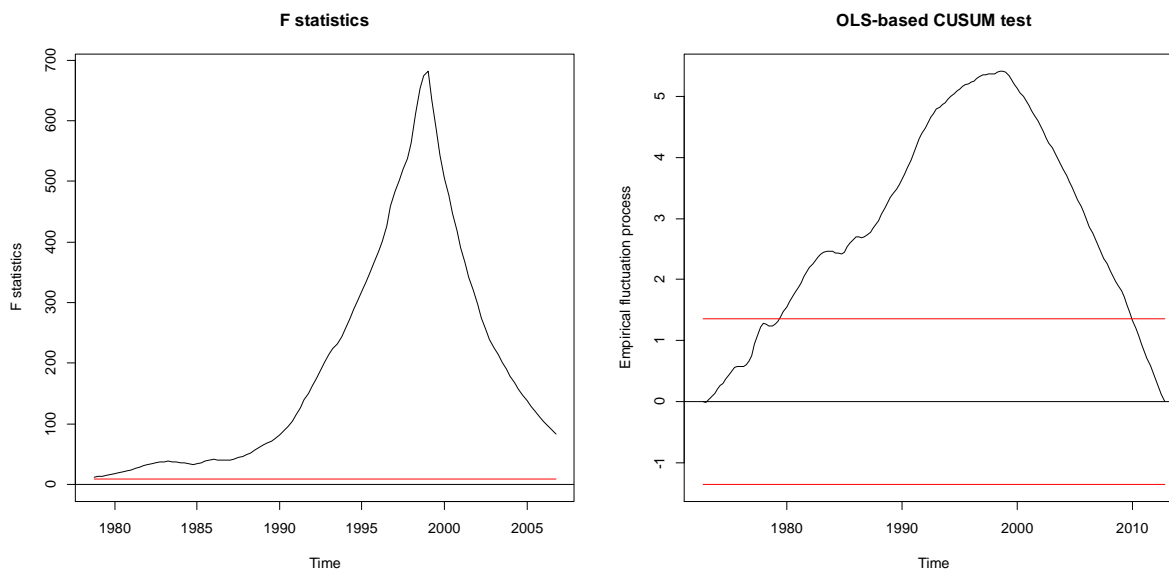 F statistics
F statistics
700
600
500
400
300
200
100
0
1980 1985 1990 1995 2000 2005
Time
OLS-based CUSUM test
Empirical fluctuation process
5
4
3
2
1
0
-1
1980 1990 2000 2010
Time